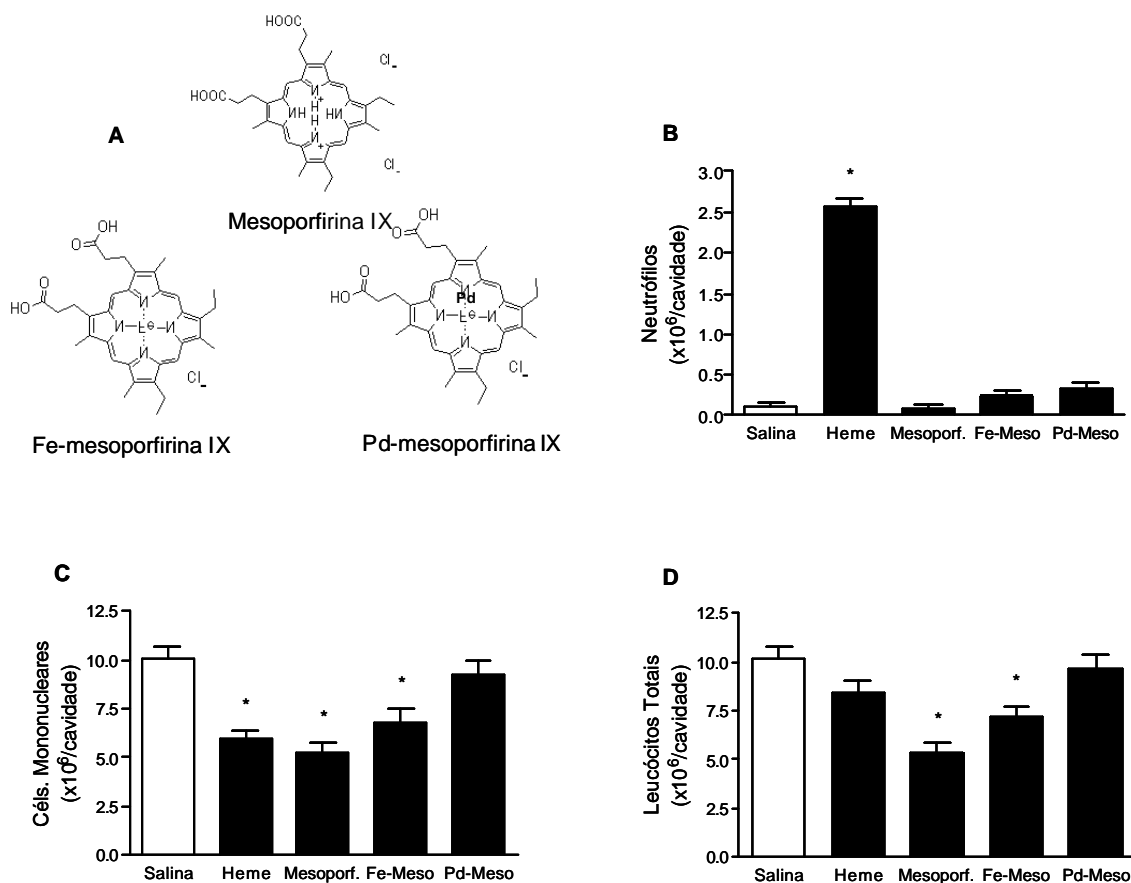 A
HOOC
HOOC
Cl-
NH
N
+
H
H
HN
N
+
Cl-
Mesoporfirina IX
OH
O
O
HO
N
N
N
N
Cl-
Fe-mesoporfirina IX
OH
O
O
HO
Pd
N
N
N
N
Cl-
Pd-mesoporfirina IX
B
Neutrófilos
(x10⁶/cavidade)
3.0
2.5
2.0
1.5
1.0
0.5
0.0
*
Salina Heme Mesoporf. Fe-Meso Pd-Meso
C
Céls. Mononucleares
(x10⁶/cavidade)
12.5
10.0
7.5
5.0
2.5
0.0
* * *
Salina Heme Mesoporf. Fe-Meso Pd-Meso
D
Leucócitos Totais
(x10⁶/cavidade)
12.5
10.0
7.5
5.0
2.5
0.0
* *
Salina Heme Mesoporf. Fe-Meso Pd-Meso